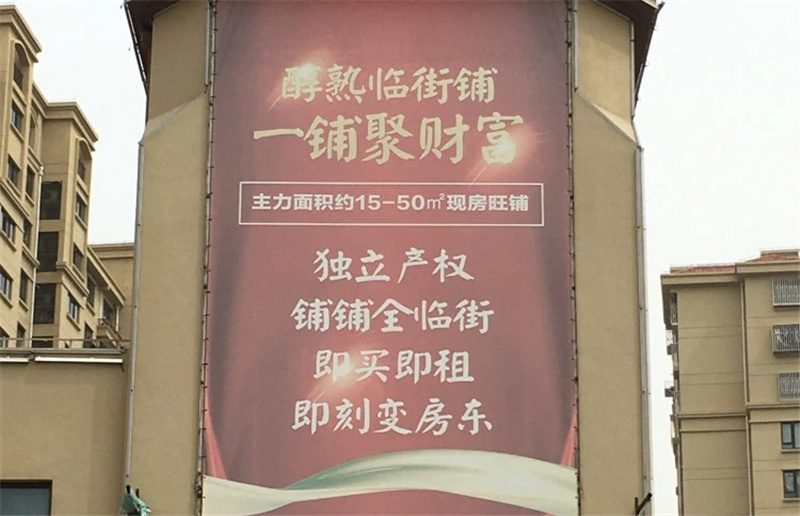 醇熟临街铺
一铺聚财富
主力面积约15-50㎡现房旺铺
独立产权
铺铺全临街
即买即租
即刻变房东